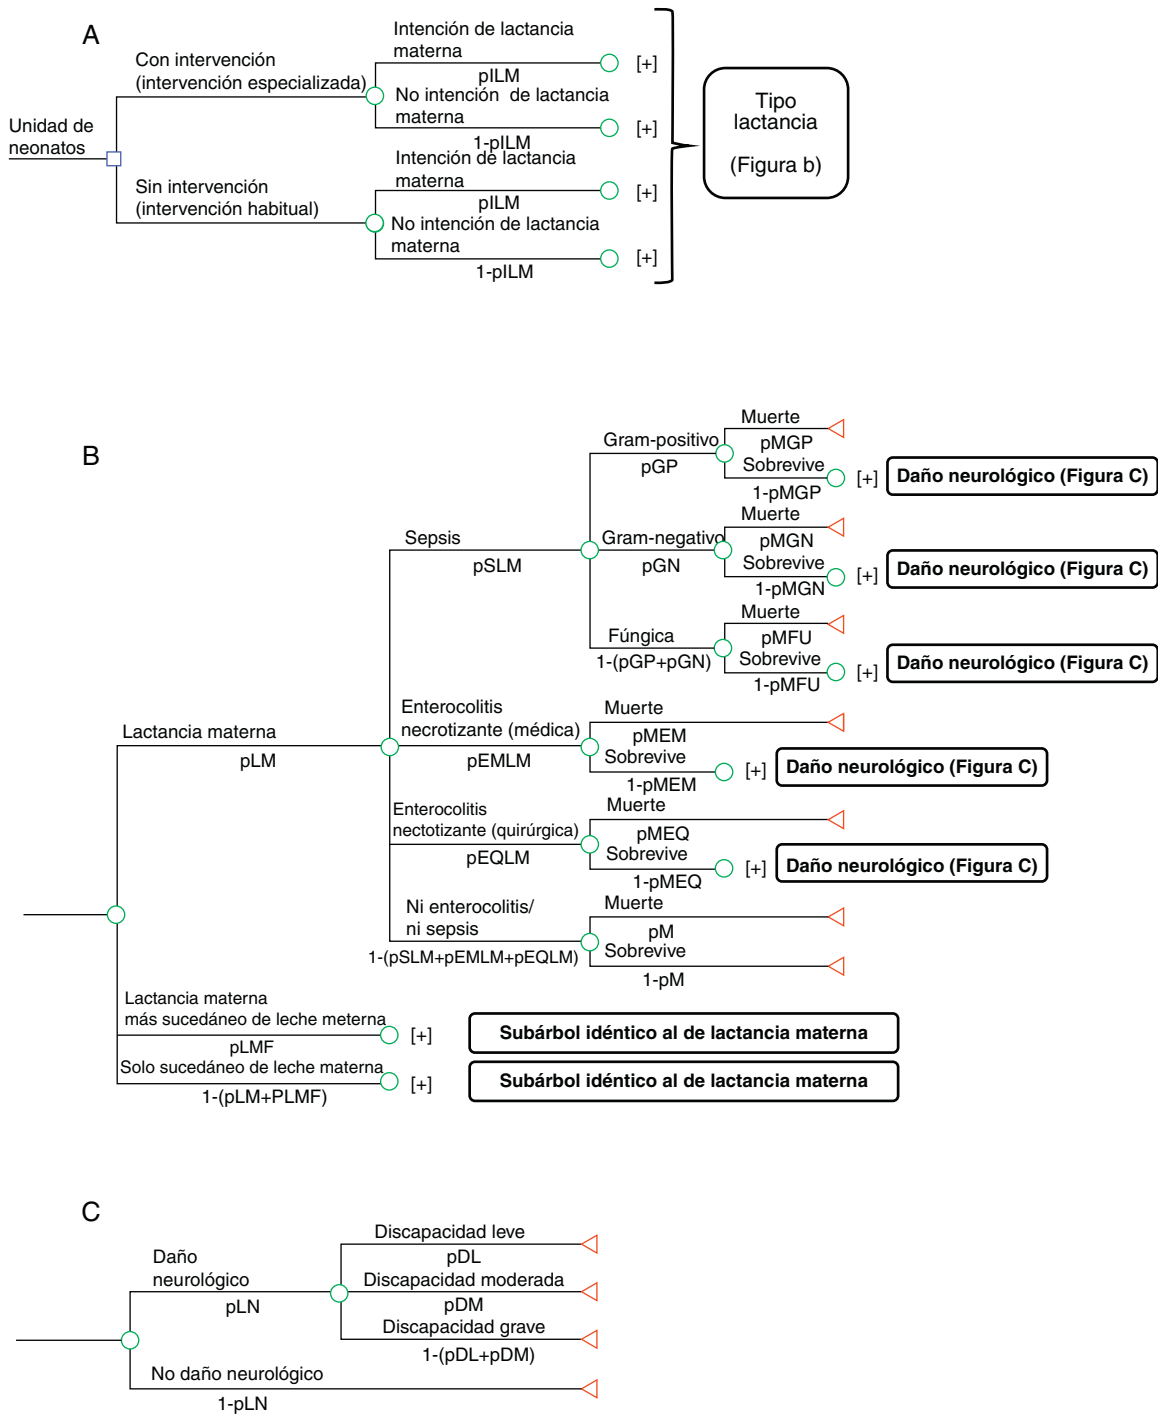 A
Intención de lactancia
materna
pILM
[+]
Con intervención
(intervención especializada)
No intención de lactancia
materna
1-pILM
[+]
Unidad de
neonatos
Tipo
lactancia
(Figura b)
Sin intervención
(intervención habitual)
Intención de lactancia
materna
pILM
[+]
No intención de lactancia
materna
1-pILM
[+]
B
Muerte
pMGP
Gram-positivo
pGP
Sobrevive
1-pMGP
[+]
Daño neurológico (Figura C)
Sepsis
pSLM
Muerte
pMGN
Gram-negativo
pGN
Sobrevive
1-pMGN
[+]
Daño neurológico (Figura C)
Muerte
pMFU
Fúngica
1-(pGP+pGN)
Sobrevive
1-pMFU
[+]
Daño neurológico (Figura C)
Lactancia materna
pLM
Enterocolitis
necrotizante (médica)
pEMLM
Muerte
pMEM
Sobrevive
1-pMEM
[+]
Daño neurológico (Figura C)
Enterocolitis
nectotizante (quirúrgica)
pEQLM
Muerte
pMEQ
Sobrevive
1-pMEQ
[+]
Daño neurológico (Figura C)
Ni enterocolitis/
ni sepsis
1-(pSLM+pEMLM+pEQLM)
Muerte
pM
Sobrevive
1-pM
Lactancia materna
más sucedáneo de leche meterna
pLMF
[+]
Subárbol idéntico al de lactancia materna
Solo sucedáneo de leche materna
1-(pLM+PLMF)
[+]
Subárbol idéntico al de lactancia materna
C
Daño
neurológico
pLN
Discapacidad leve
pDL
Discapacidad moderada
pDM
Discapacidad grave
1-(pDL+pDM)
No daño neurológico
1-pLN